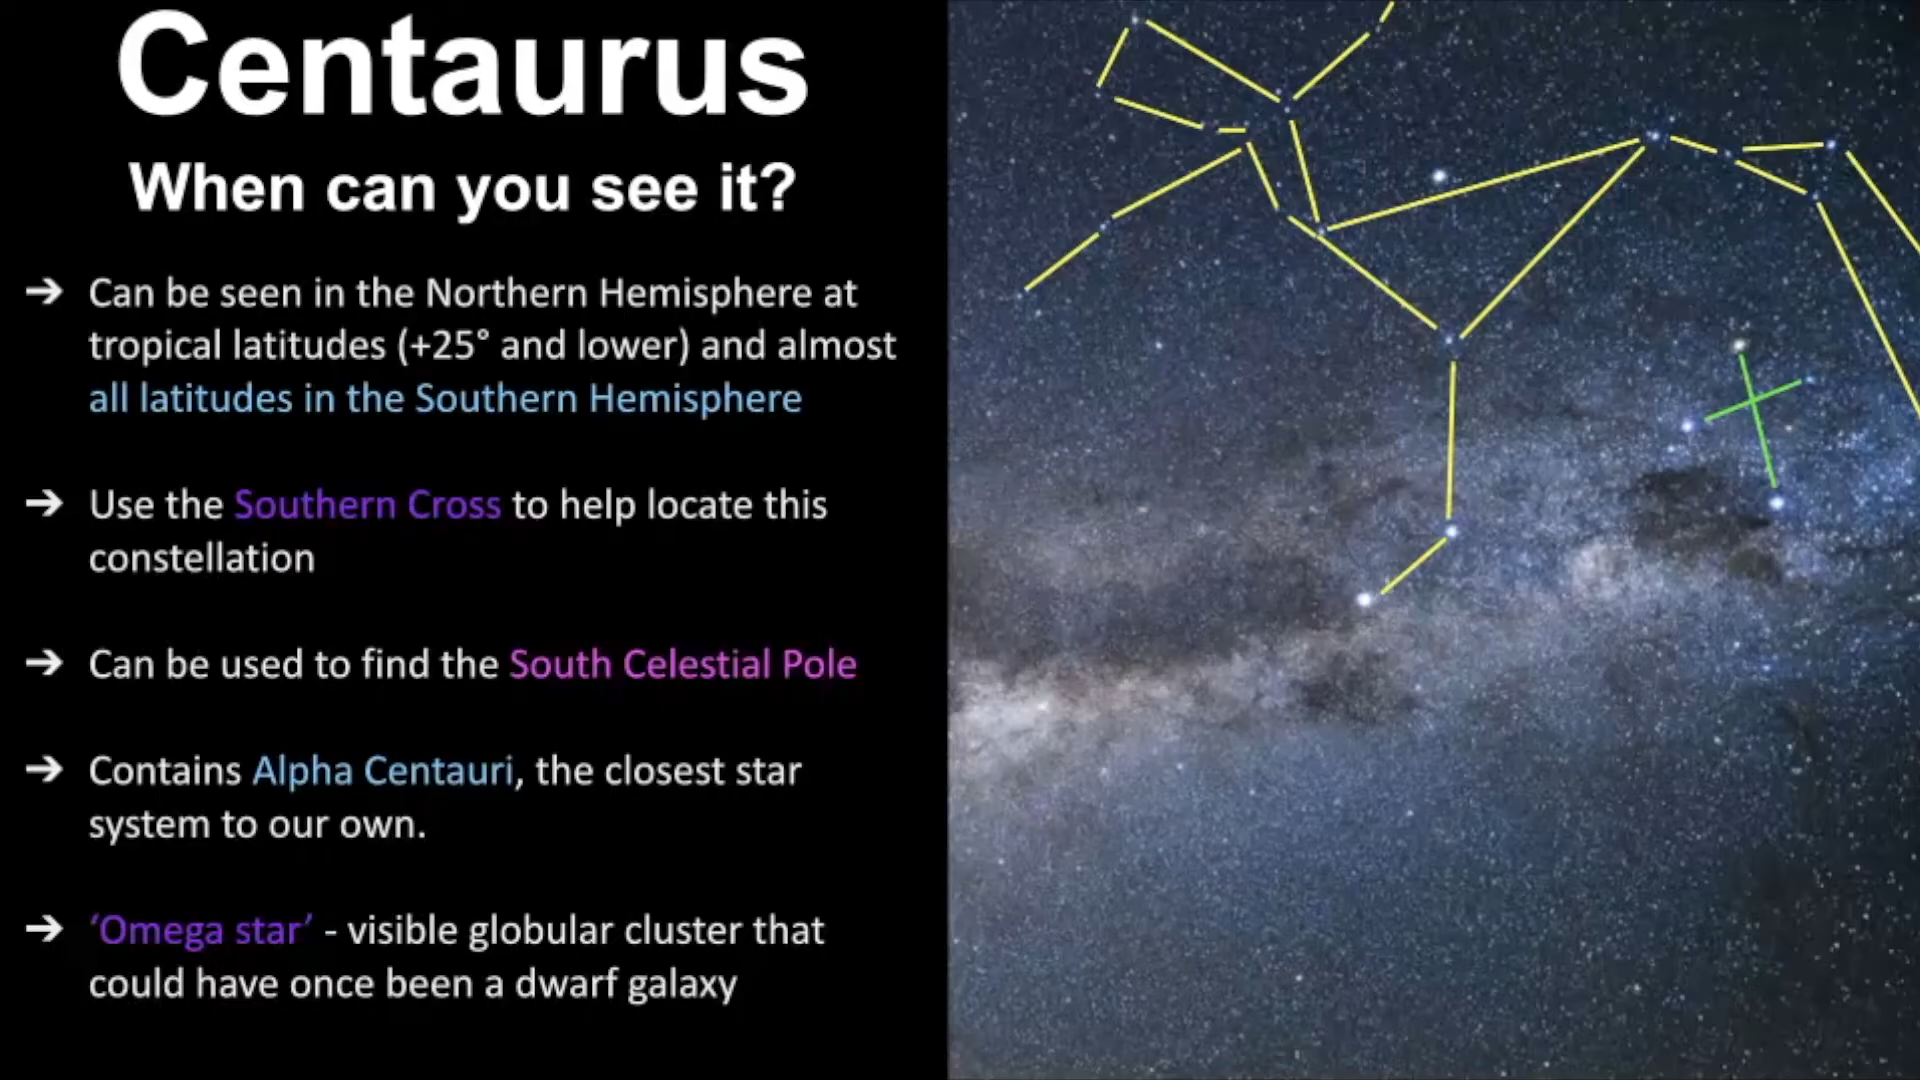 Centaurus
When can you see it?
➔ Can be seen in the Northern Hemisphere at
tropical latitudes (+25° and lower) and almost
all latitudes in the Southern Hemisphere
➔ Use the Southern Cross to help locate this
constellation
➔ Can be used to find the South Celestial Pole
➔ Contains Alpha Centauri, the closest star
system to our own.
➔ ‘Omega star’ - visible globular cluster that
could have once been a dwarf galaxy